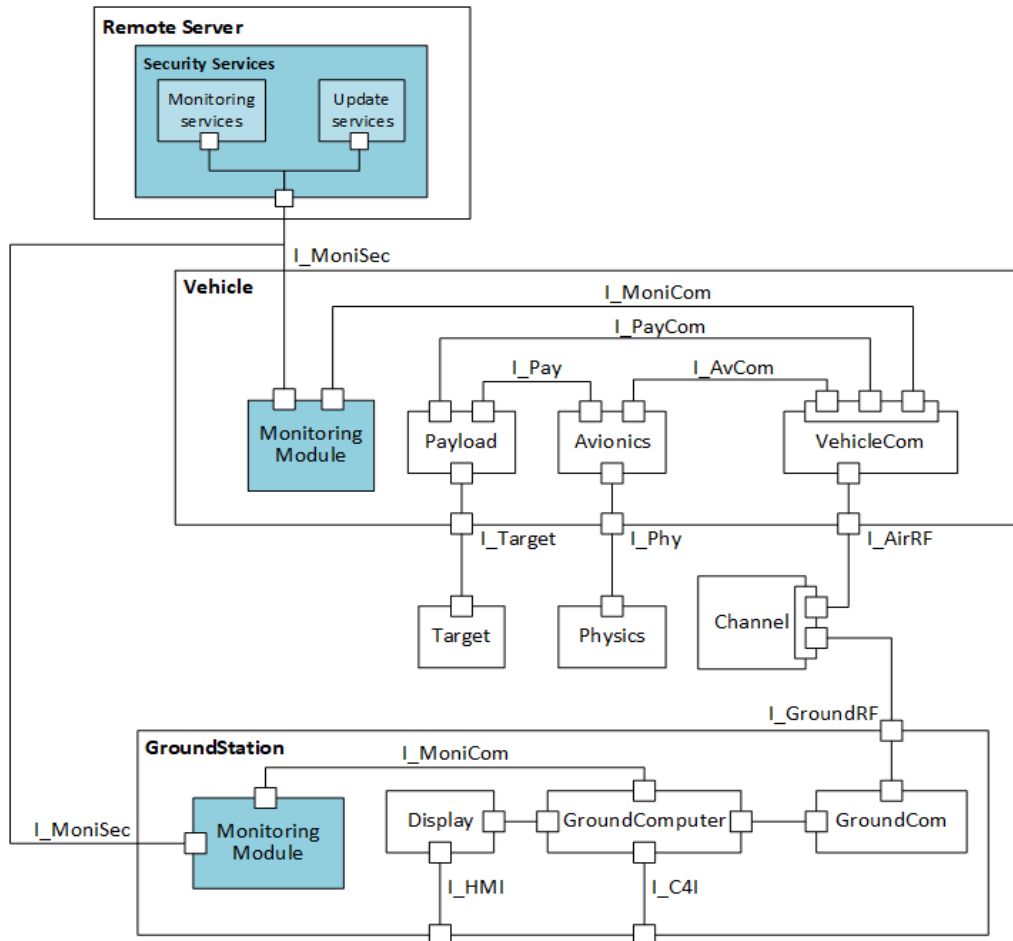 Remote Server
Security Services
Monitoring
services
Update
services
I_MoniSec
Vehicle
I_MoniCom
I_PayCom
I_Pay
I_AvCom
Monitoring
Module
Payload
Avionics
VehicleCom
I_Target
I_Phy
I_AirRF
Target
Physics
Channel
I_GroundRF
GroundStation
I_MoniCom
I_MoniSec
Monitoring
Module
Display
GroundComputer
GroundCom
I_HMI
I_C4I